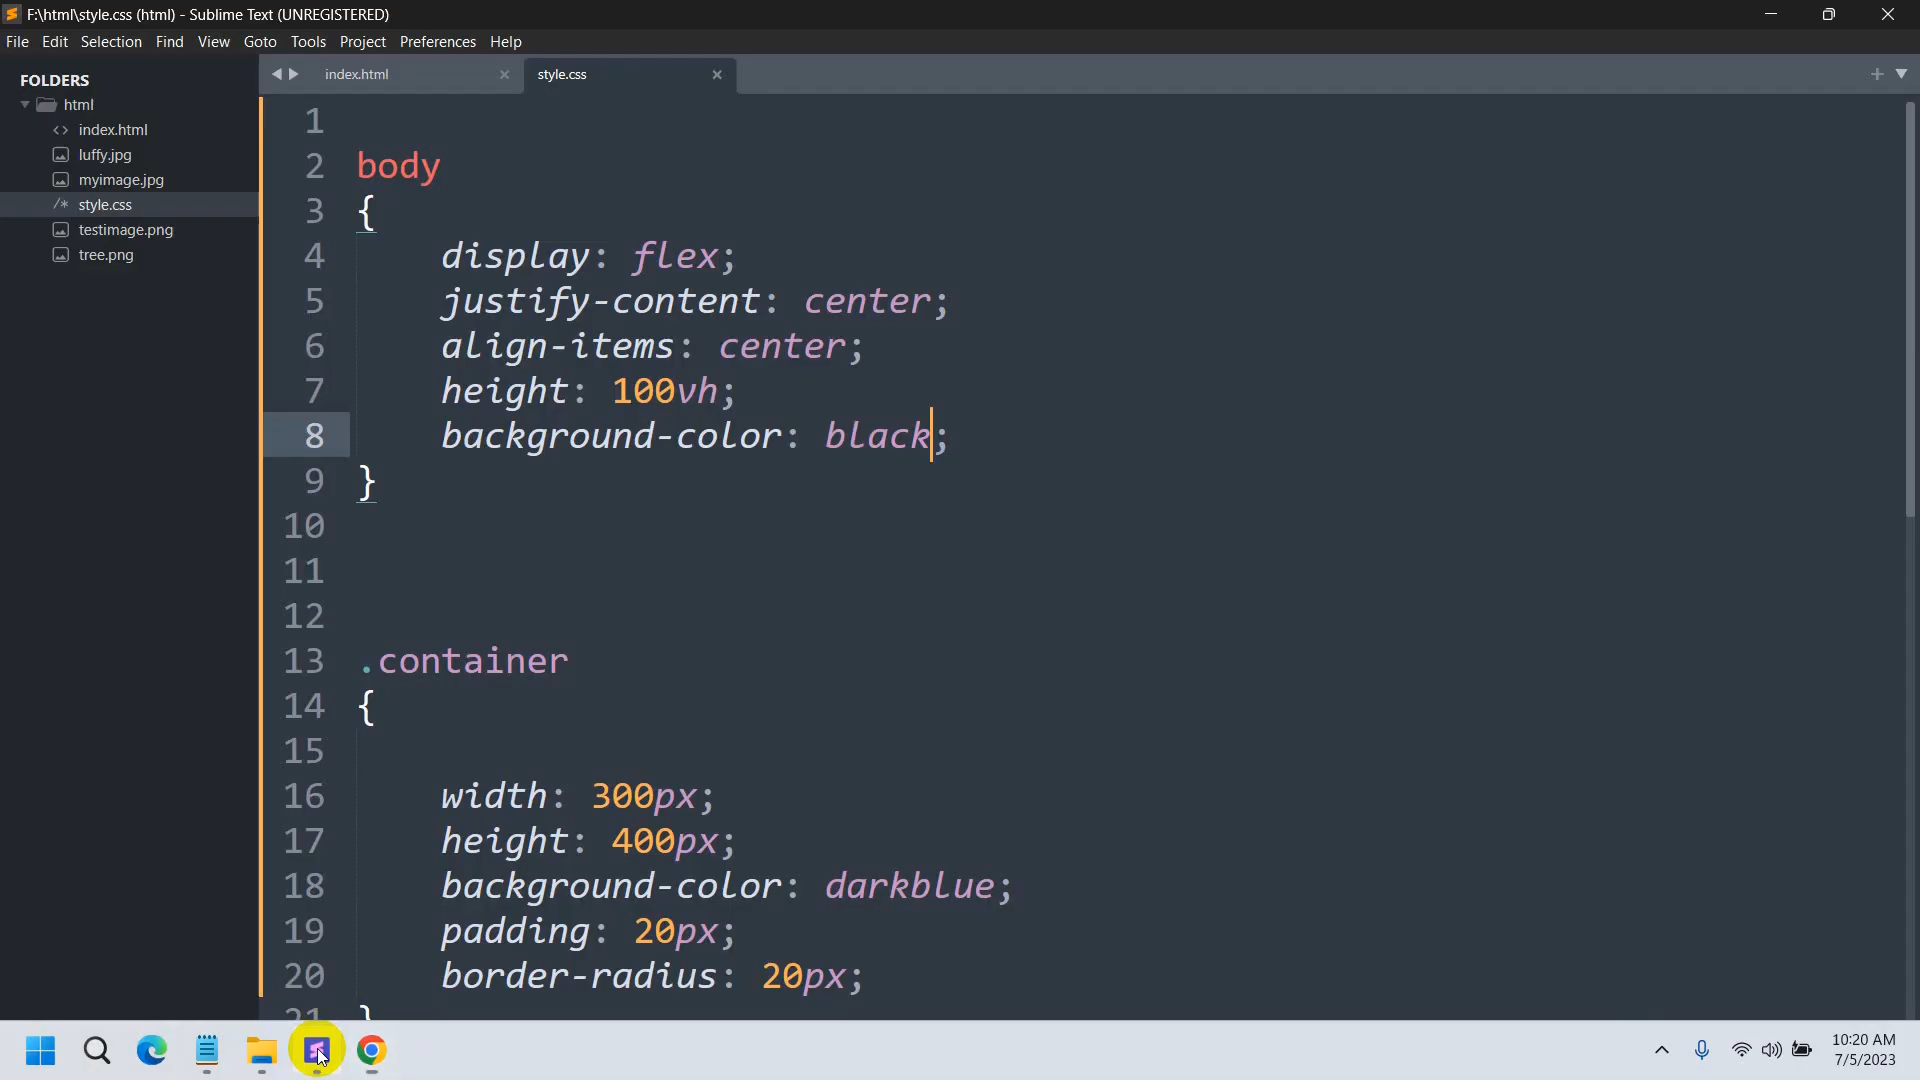 F:\html\style.css (html) - Sublime Text (UNREGISTERED)
File Edit Selection Find View Goto Tools Project Preferences Help
FOLDERS
html
index.html
luffy.jpg
myimage.jpg
/* style.css
testimage.png
tree.png
index.html
style.css
1
2 body
3 {
4 display: flex;
5 justify-content: center;
6 align-items: center;
7 height: 100vh;
8 background-color: black;
9 }
10
11
12
13 .container
14 {
15
16 width: 300px;
17 height: 400px;
18 background-color: darkblue;
19 padding: 20px;
20 border-radius: 20px;
21 }
10:20 AM
7/5/2023